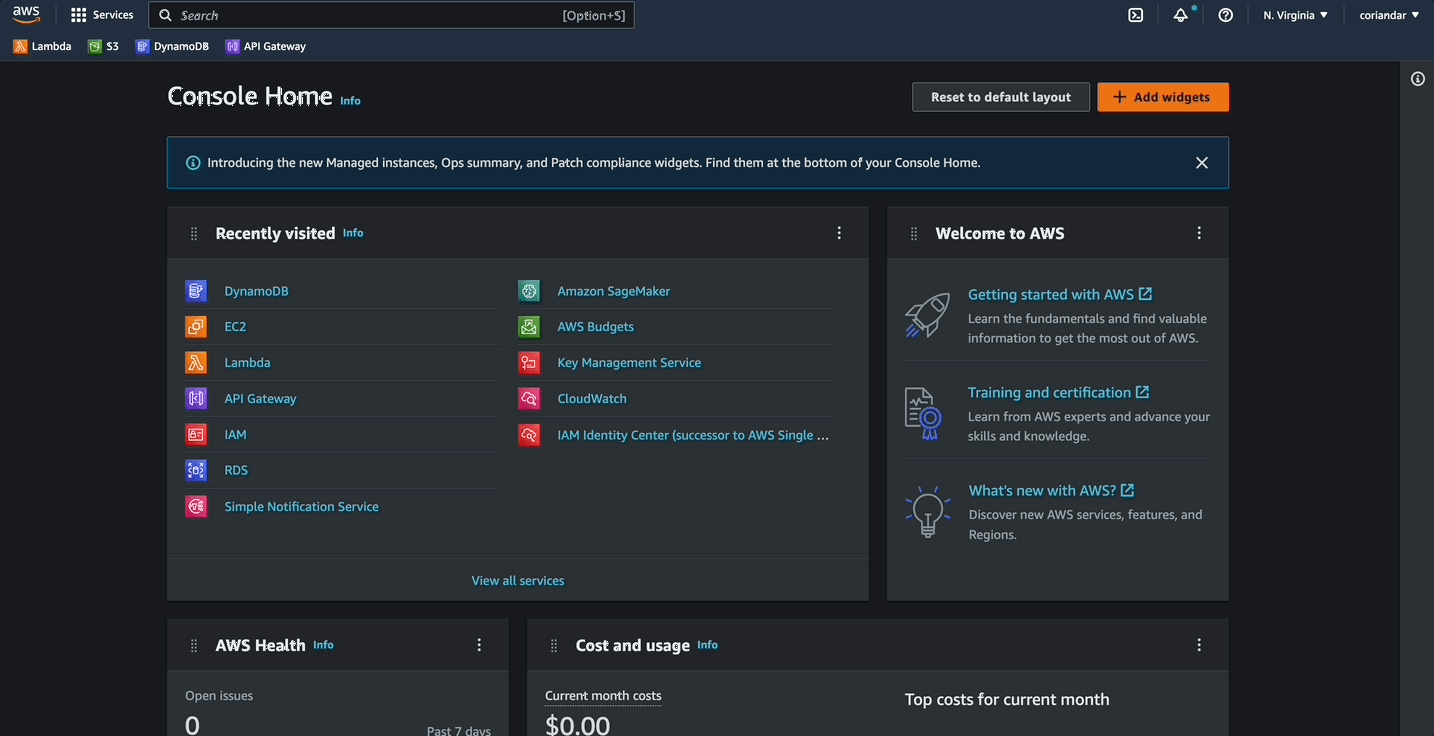 aws
Services
Search
[Option+S]
N. Virginia
coriandar
Lambda
S3
DynamoDB
API Gateway
Console Home
Info
Reset to default layout
Add widgets
Introducing the new Managed instances, Ops summary, and Patch compliance widgets. Find them at the bottom of your Console Home.
Recently visited
Info
DynamoDB
EC2
Lambda
API Gateway
IAM
RDS
Simple Notification Service
Amazon SageMaker
AWS Budgets
Key Management Service
CloudWatch
IAM Identity Center (successor to AWS Single ...
View all services
Welcome to AWS
Getting started with AWS
Learn the fundamentals and find valuable
information to get the most out of AWS.
Training and certification
Learn from AWS experts and advance your
skills and knowledge.
What's new with AWS?
Discover new AWS services, features, and
Regions.
AWS Health
Info
Open issues
0
Past 7 days
Cost and usage
Info
Current month costs
$0.00
Top costs for current month